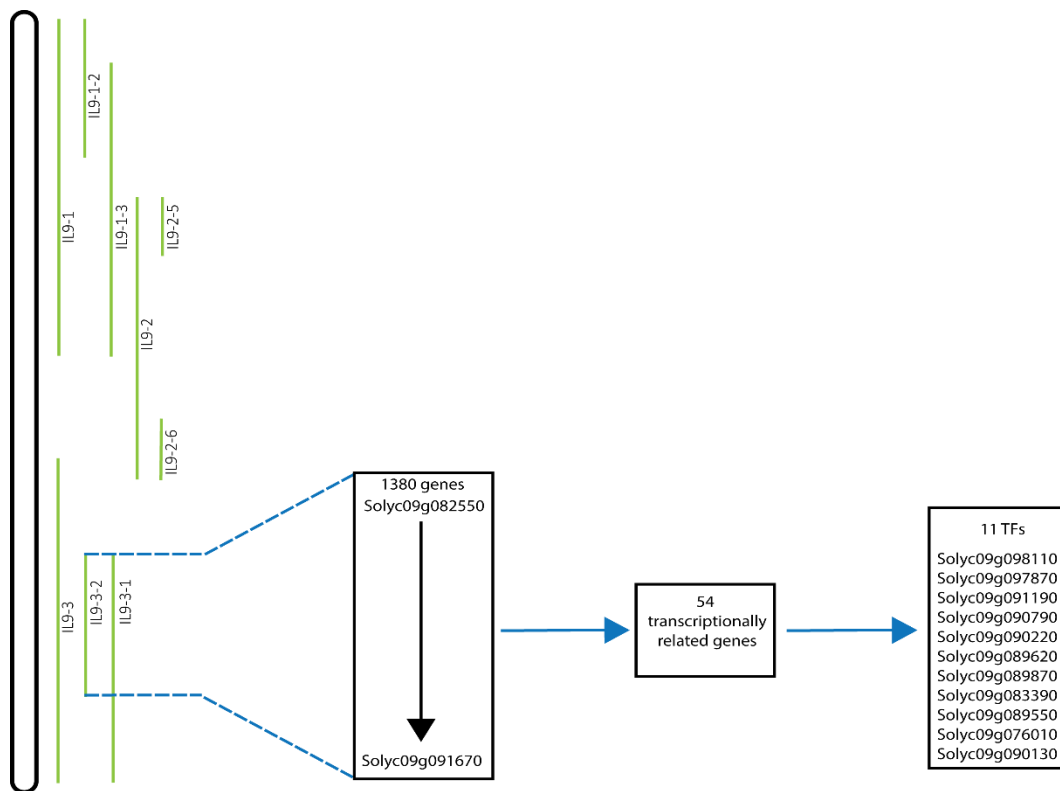 IL9-1
IL9-1-2
IL9-1-3
IL9-2
IL9-2-5
IL9-2-6
IL9-3
IL9-3-2
IL9-3-1
1380 genes
Solyc09g082550
Solyc09g091670
54
transcriptionally
related genes
11 TFs
Solyc09g098110
Solyc09g097870
Solyc09g091190
Solyc09g090790
Solyc09g090220
Solyc09g089620
Solyc09g089870
Solyc09g083390
Solyc09g089550
Solyc09g076010
Solyc09g090130